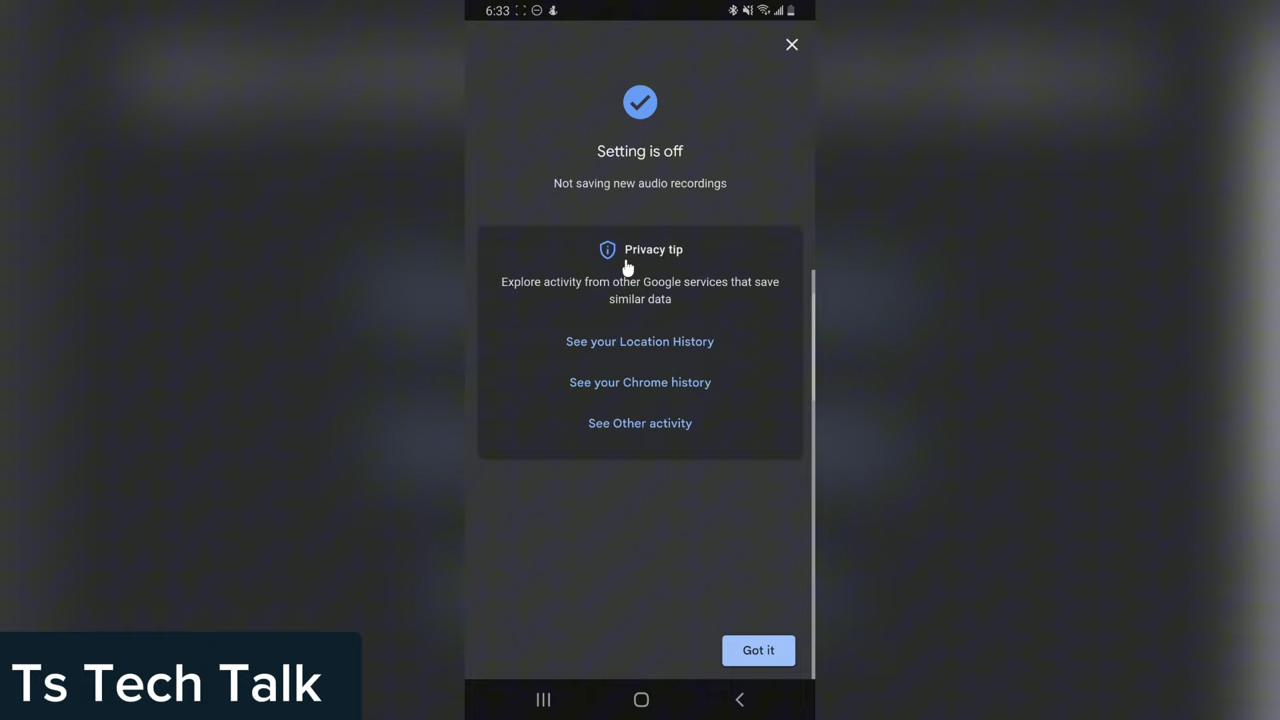 6:33
Setting is off
Not saving new audio recordings
Privacy tip
Explore activity from other Google services that save
similar data
See your Location History
See your Chrome history
See Other activity
Got it
Ts Tech Talk